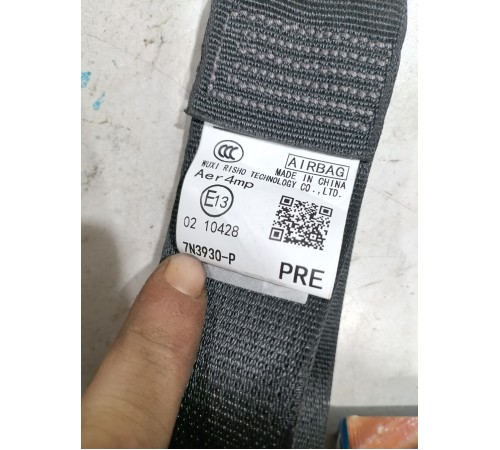 CCC AIRBAG
WUXI RISHO TECHNOLOGY CO.,LTD.
MADE IN CHINA
Aer4mp
E13
02 10428
7N3930-P
PRE